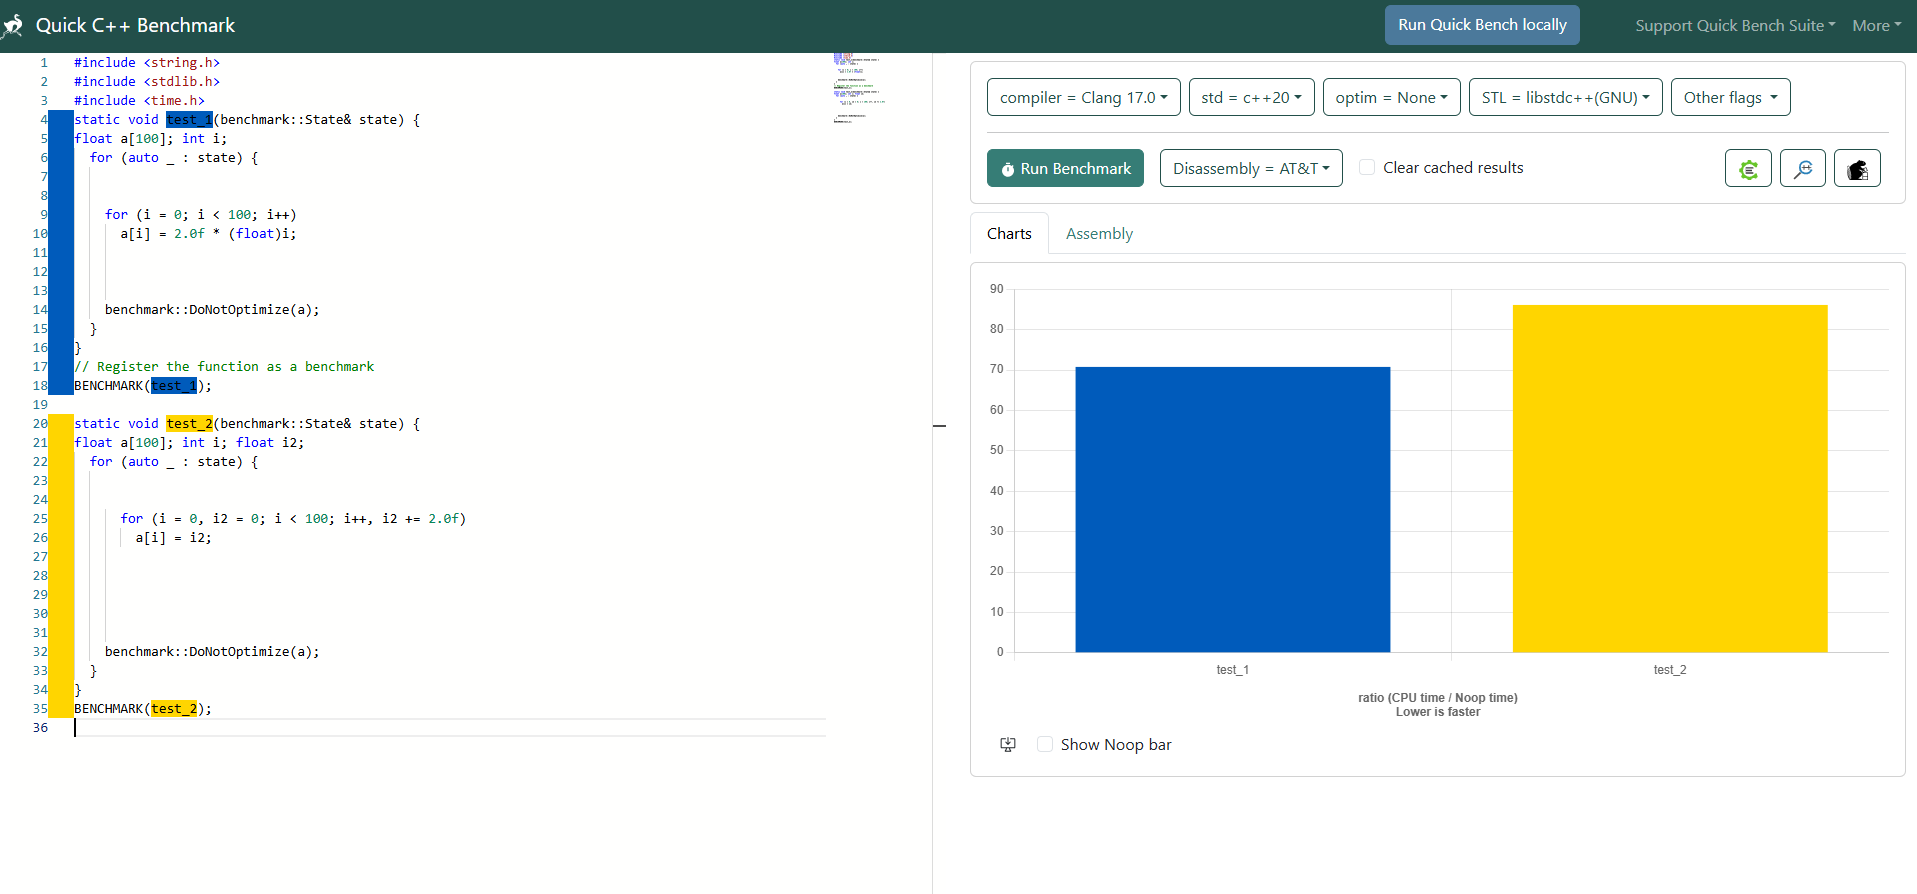 Quick C++ Benchmark
Run Quick Bench locally
Support Quick Bench Suite
More
1 #include <string.h>
2 #include <stdlib.h>
3 #include <time.h>
4 static void test_1(benchmark::State& state) {
5 float a[100]; int i;
6 for (auto _ : state) {
7
8
9 for (i = 0; i < 100; i++)
10 a[i] = 2.0f * (float)i;
11
12
13
14 benchmark::DoNotOptimize(a);
15 }
16 }
17 // Register the function as a benchmark
18 BENCHMARK(test_1);
19
20 static void test_2(benchmark::State& state) {
21 float a[100]; int i; float i2;
22 for (auto _ : state) {
23
24
25 for (i = 0, i2 = 0; i < 100; i++, i2 += 2.0f)
26 a[i] = i2;
27
28
29
30
31
32 benchmark::DoNotOptimize(a);
33 }
34 }
35 BENCHMARK(test_2);
36
compiler = Clang 17.0
std = c++20
optim = None
STL = libstdc++(GNU)
Other flags
Run Benchmark
Disassembly = AT&T
Clear cached results
Charts
Assembly
90
80
70
60
50
40
30
20
10
0
test_1
test_2
ratio (CPU time / Noop time)
Lower is faster
Show Noop bar